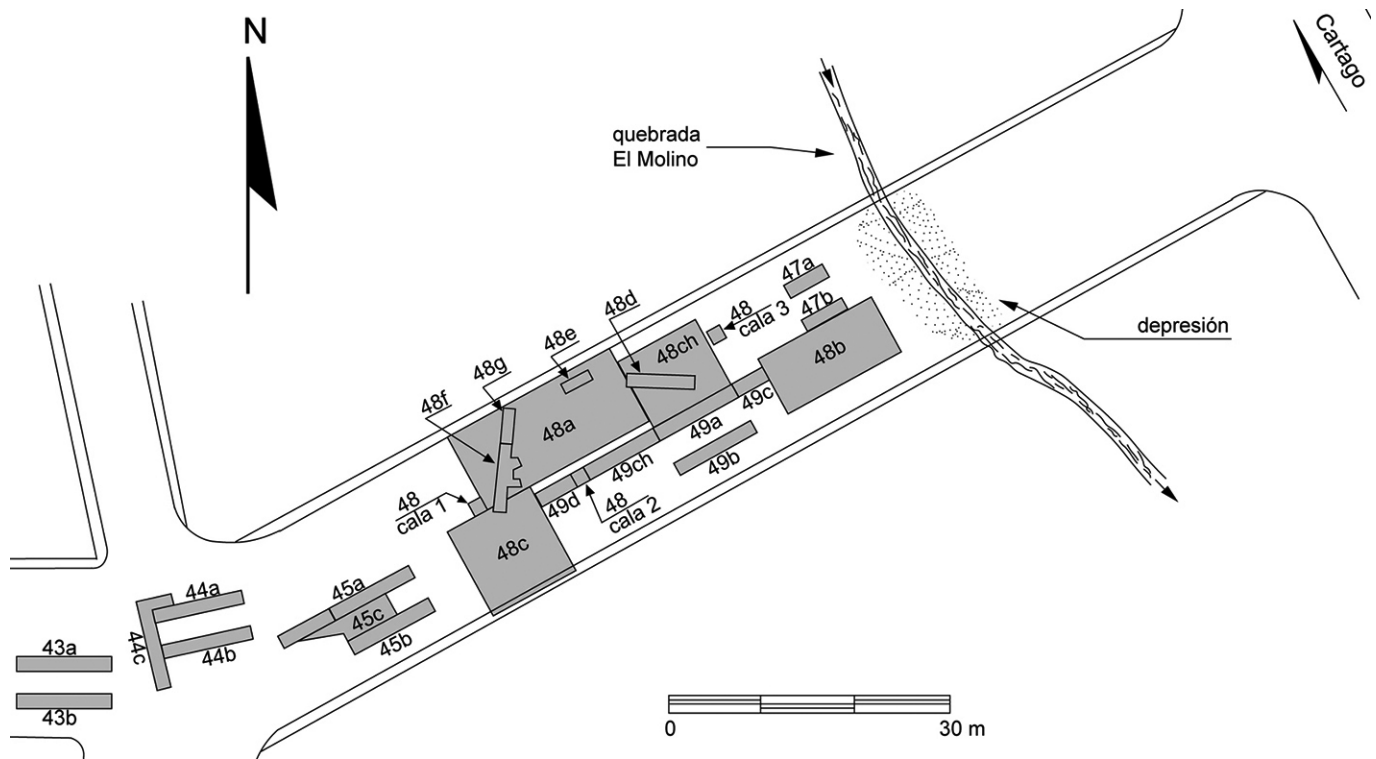 N
Cartago
quebrada
El Molino
47a
48d
48
cala 3
47b
48e
48ch
depresión
48g
48b
48f
49c
48a
49a
49b
49ch
48
cala 1
49d
48
cala 2
48c
45a
44a
45c
44c
44b
45b
43a
43b
0
30 m